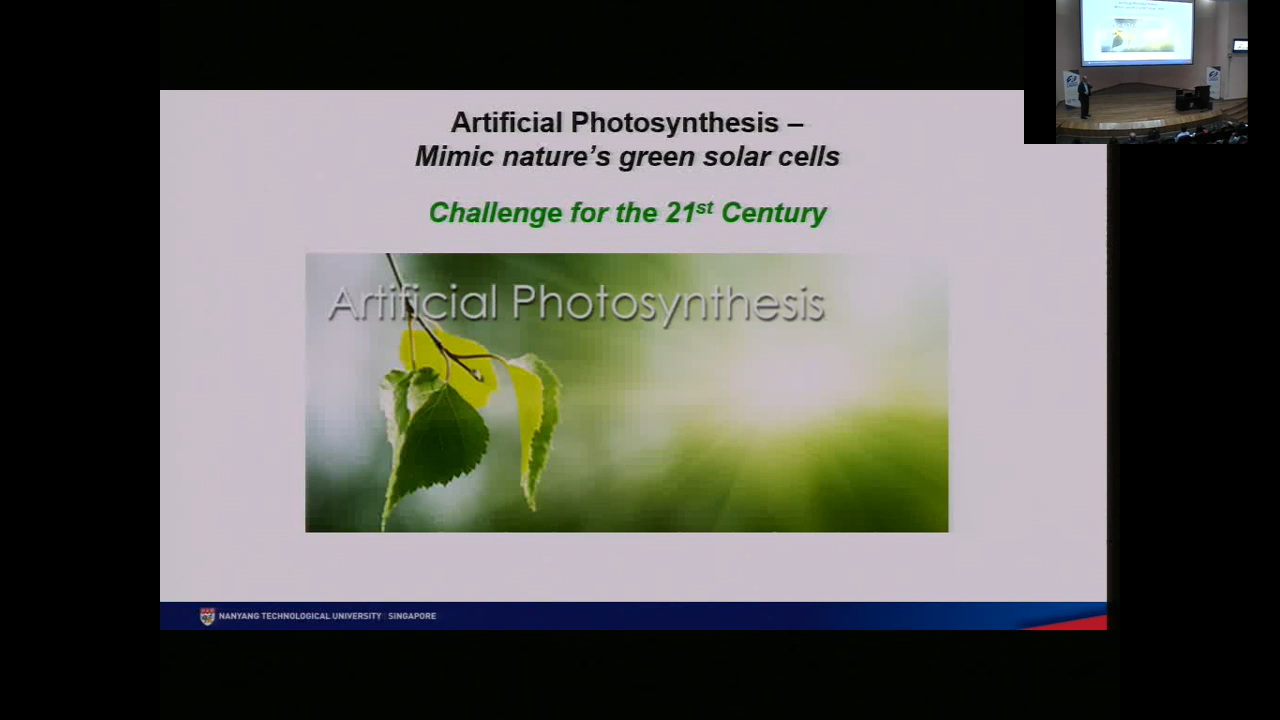 Artificial Photosynthesis –
Mimic nature's green solar cells
Challenge for the 21st Century
Artificial Photosynthesis
NANYANG TECHNOLOGICAL UNIVERSITY SINGAPORE